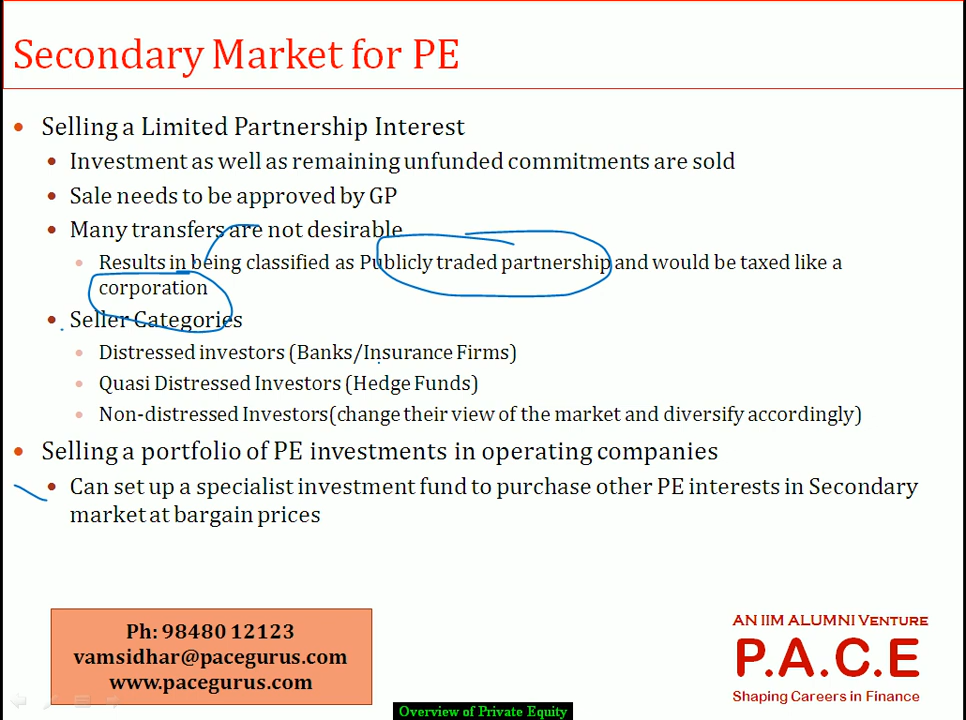 Secondary Market for PE
• Selling a Limited Partnership Interest
• Investment as well as remaining unfunded commitments are sold
• Sale needs to be approved by GP
• Many transfers are not desirable
• Results in being classified as Publicly traded partnership and would be taxed like a
corporation
• Seller Categories
• Distressed investors (Banks/Insurance Firms)
• Quasi Distressed Investors (Hedge Funds)
• Non-distressed Investors(change their view of the market and diversify accordingly)
• Selling a portfolio of PE investments in operating companies
• Can set up a specialist investment fund to purchase other PE interests in Secondary
market at bargain prices
Ph: 98480 12123
vamsidhar@pacegurus.com
www.pacegurus.com
AN IIM ALUMNI VENTURE
P.A.C.E
Shaping Careers in Finance
Overview of Private Equity